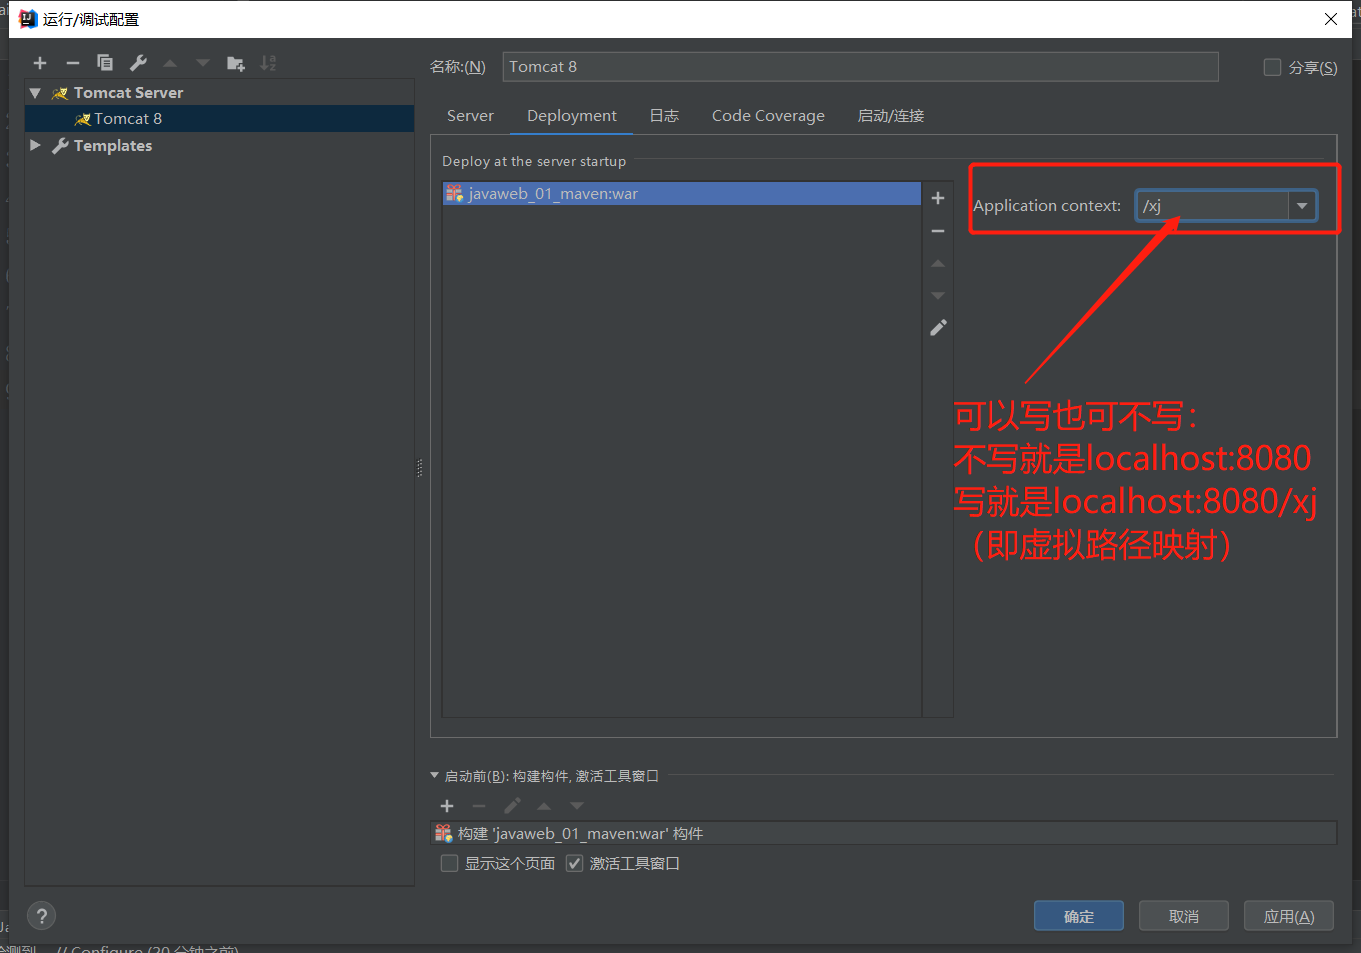 运行/调试配置
名称:(N)
Tomcat 8
分享(S)
Tomcat Server
Tomcat 8
Templates
Server
Deployment
日志
Code Coverage
启动/连接
Deploy at the server startup
javaweb_01_maven:war
Application context:
/xj
可以写也可不写：
不写就是localhost:8080
写就是localhost:8080/xj
（即虚拟路径映射）
启动前(B): 构建构件, 激活工具窗口
构建 'javaweb_01_maven:war' 构件
显示这个页面
激活工具窗口
?
确定
取消
应用(A)
// Configure (20 分钟之前)